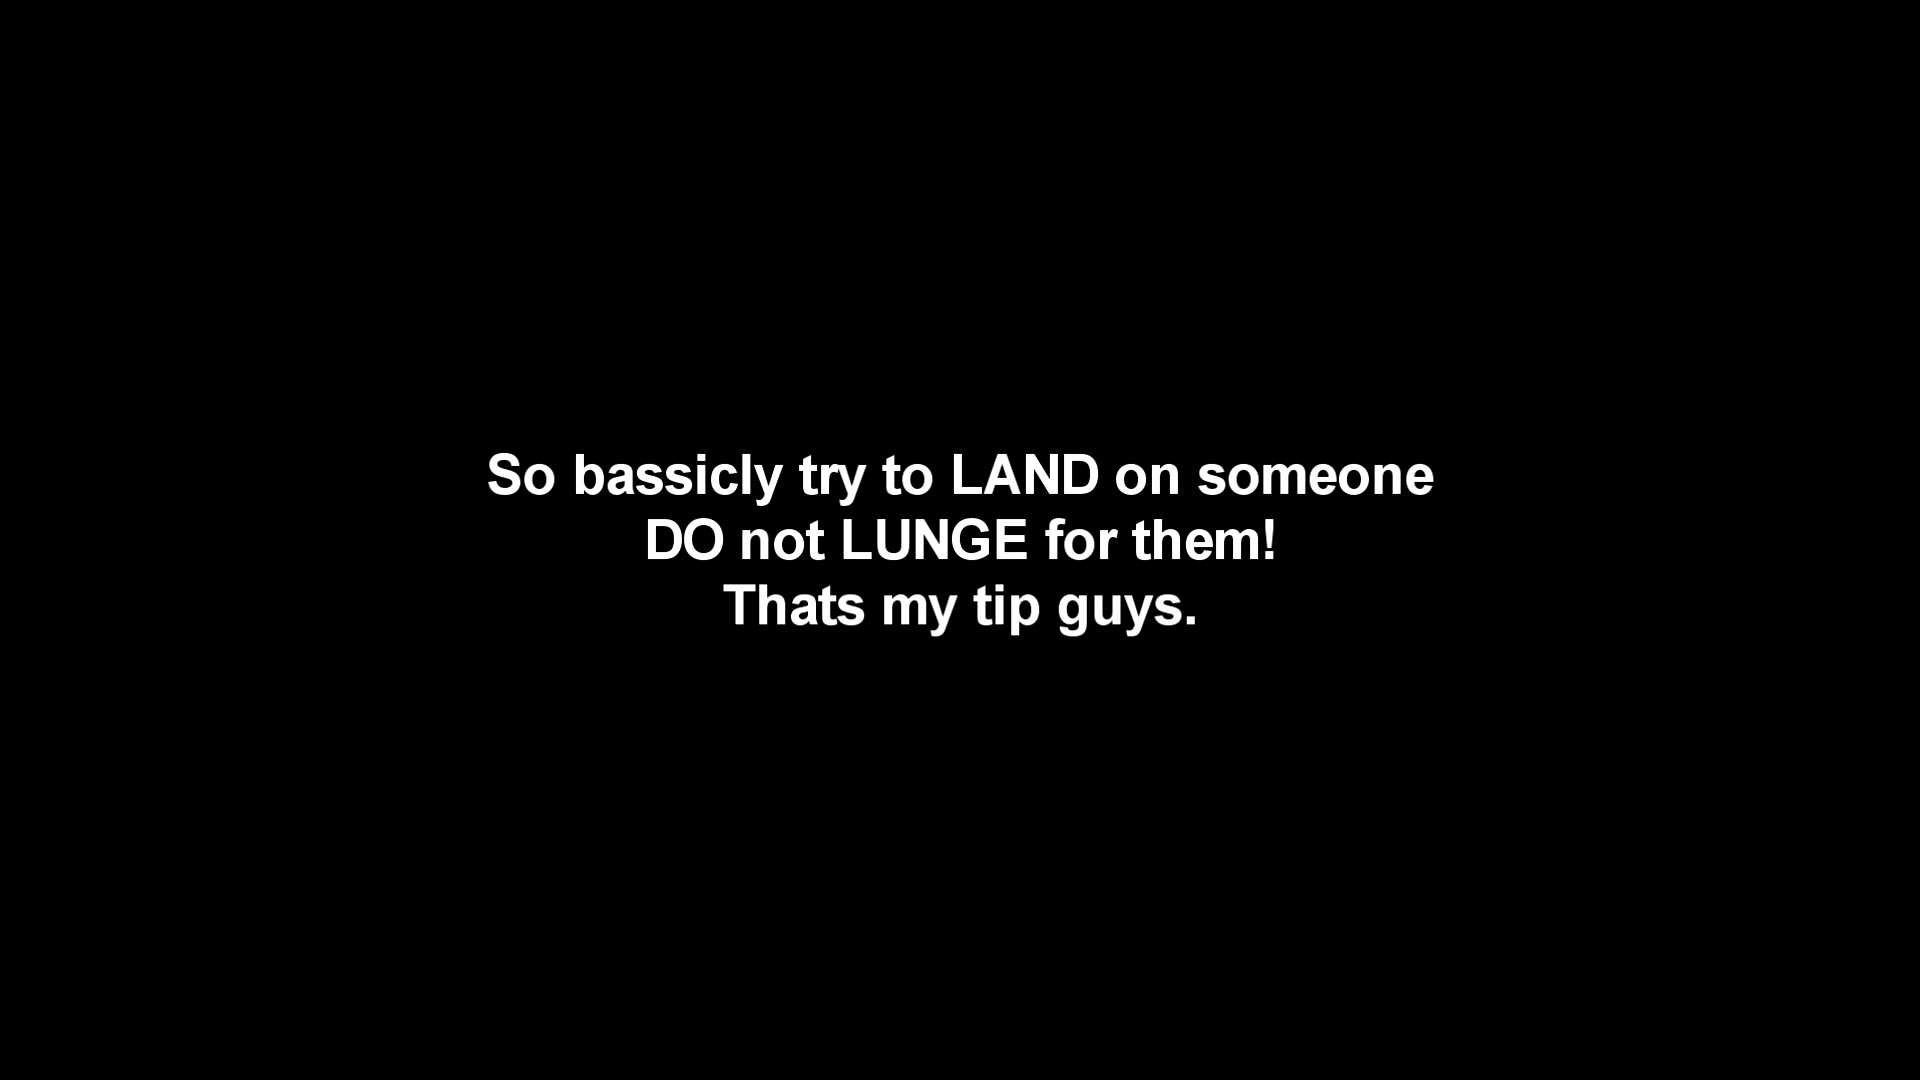 So bassicly try to LAND on someone
DO not LUNGE for them!
Thats my tip guys.